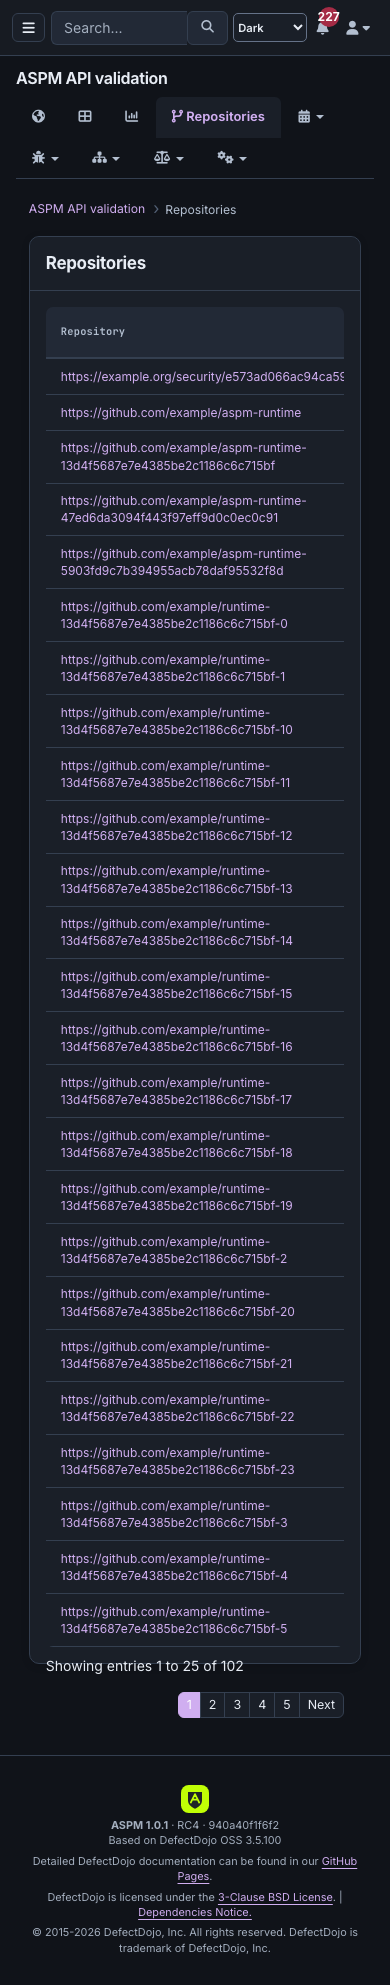 Search...
Dark
227
ASPM API validation
Repositories
ASPM API validation > Repositories
Repositories
Repository
https://example.org/security/e573ad066ac94ca59
https://github.com/example/aspm-runtime
https://github.com/example/aspm-runtime-
13d4f5687e7e4385be2c1186c6c715bf
https://github.com/example/aspm-runtime-
47ed6da3094f443f97eff9d0c0ec0c91
https://github.com/example/aspm-runtime-
5903fd9c7b394955acb78daf95532f8d
https://github.com/example/runtime-
13d4f5687e7e4385be2c1186c6c715bf-0
https://github.com/example/runtime-
13d4f5687e7e4385be2c1186c6c715bf-1
https://github.com/example/runtime-
13d4f5687e7e4385be2c1186c6c715bf-10
https://github.com/example/runtime-
13d4f5687e7e4385be2c1186c6c715bf-11
https://github.com/example/runtime-
13d4f5687e7e4385be2c1186c6c715bf-12
https://github.com/example/runtime-
13d4f5687e7e4385be2c1186c6c715bf-13
https://github.com/example/runtime-
13d4f5687e7e4385be2c1186c6c715bf-14
https://github.com/example/runtime-
13d4f5687e7e4385be2c1186c6c715bf-15
https://github.com/example/runtime-
13d4f5687e7e4385be2c1186c6c715bf-16
https://github.com/example/runtime-
13d4f5687e7e4385be2c1186c6c715bf-17
https://github.com/example/runtime-
13d4f5687e7e4385be2c1186c6c715bf-18
https://github.com/example/runtime-
13d4f5687e7e4385be2c1186c6c715bf-19
https://github.com/example/runtime-
13d4f5687e7e4385be2c1186c6c715bf-2
https://github.com/example/runtime-
13d4f5687e7e4385be2c1186c6c715bf-20
https://github.com/example/runtime-
13d4f5687e7e4385be2c1186c6c715bf-21
https://github.com/example/runtime-
13d4f5687e7e4385be2c1186c6c715bf-22
https://github.com/example/runtime-
13d4f5687e7e4385be2c1186c6c715bf-23
https://github.com/example/runtime-
13d4f5687e7e4385be2c1186c6c715bf-3
https://github.com/example/runtime-
13d4f5687e7e4385be2c1186c6c715bf-4
https://github.com/example/runtime-
13d4f5687e7e4385be2c1186c6c715bf-5
Showing entries 1 to 25 of 102
1 2 3 4 5 Next
ASPM 1.0.1 · RC4 · 940a40f1f6f2
Based on DefectDojo OSS 3.5.100
Detailed DefectDojo documentation can be found in our GitHub
Pages.
DefectDojo is licensed under the 3-Clause BSD License. |
Dependencies Notice.
© 2015-2026 DefectDojo, Inc. All rights reserved. DefectDojo is
trademark of DefectDojo, Inc.